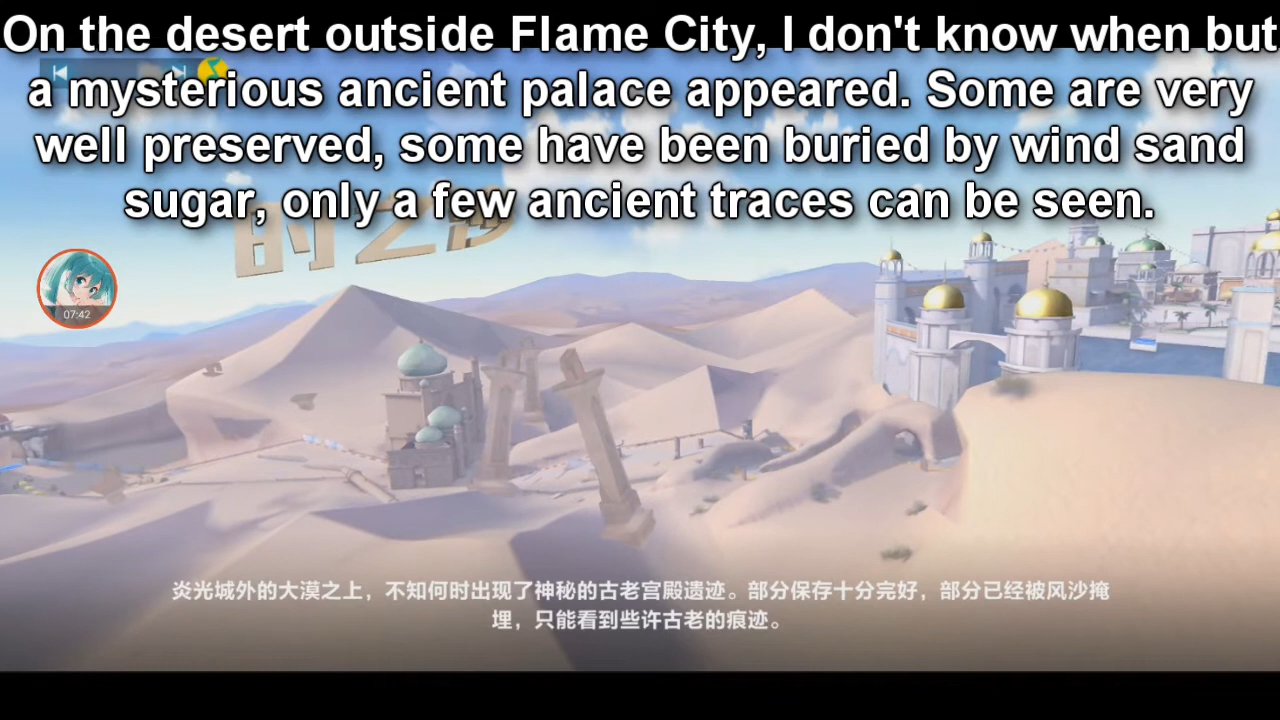 On the desert outside Flame City, I don't know when but
a mysterious ancient palace appeared. Some are very
well preserved, some have been buried by wind sand
sugar, only a few ancient traces can be seen.
时之砂
07:42
炎光城外的大漠之上，不知何时出现了神秘的古老宫殿遗迹。部分保存十分完好，部分已经被风沙掩
埋，只能看到些许古老的痕迹。